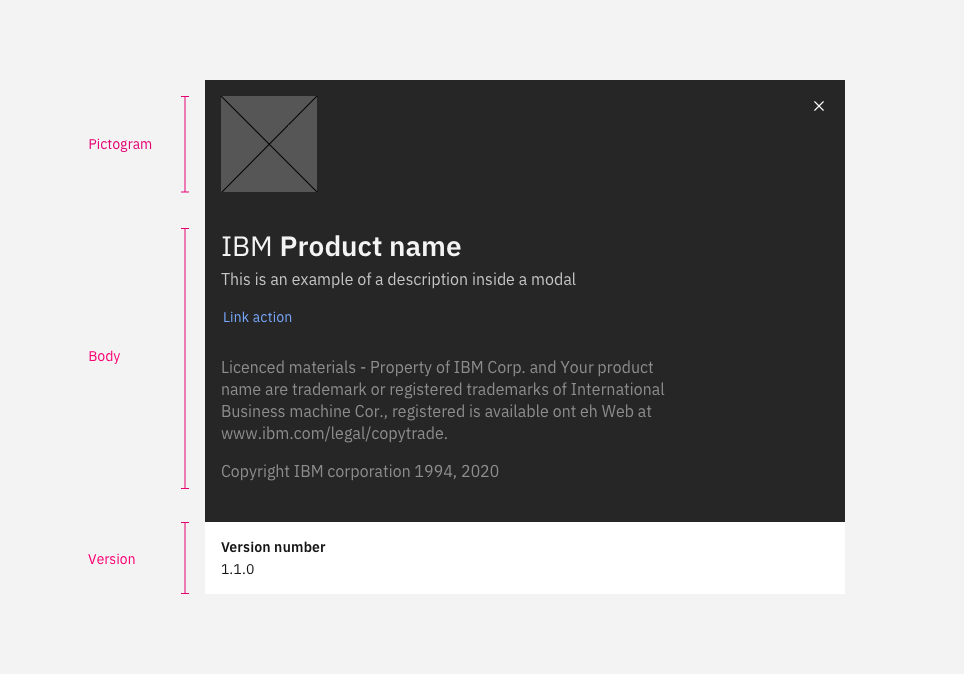 Pictogram
IBM Product name
This is an example of a description inside a modal
Link action
Body
Licenced materials - Property of IBM Corp. and Your product
name are trademark or registered trademarks of International
Business machine Cor., registered is available ont eh Web at
www.ibm.com/legal/copytrade.
Copyright IBM corporation 1994, 2020
Version
Version number
1.1.0